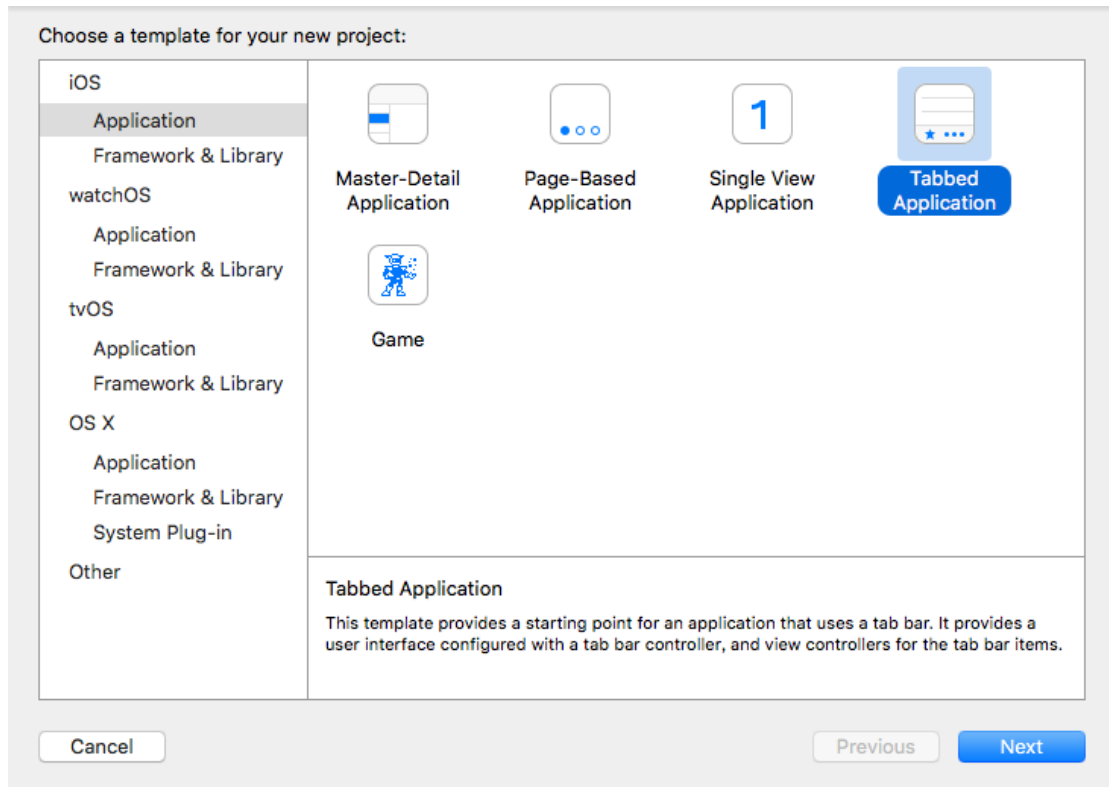 Choose a template for your new project:
iOS
Application
Framework & Library
watchOS
Application
Framework & Library
tvOS
Application
Framework & Library
OS X
Application
Framework & Library
System Plug-in
Other
Master-Detail
Application
Page-Based
Application
1
Single View
Application
Tabbed
Application
Game
Tabbed Application
This template provides a starting point for an application that uses a tab bar. It provides a
user interface configured with a tab bar controller, and view controllers for the tab bar items.
Cancel
Previous
Next